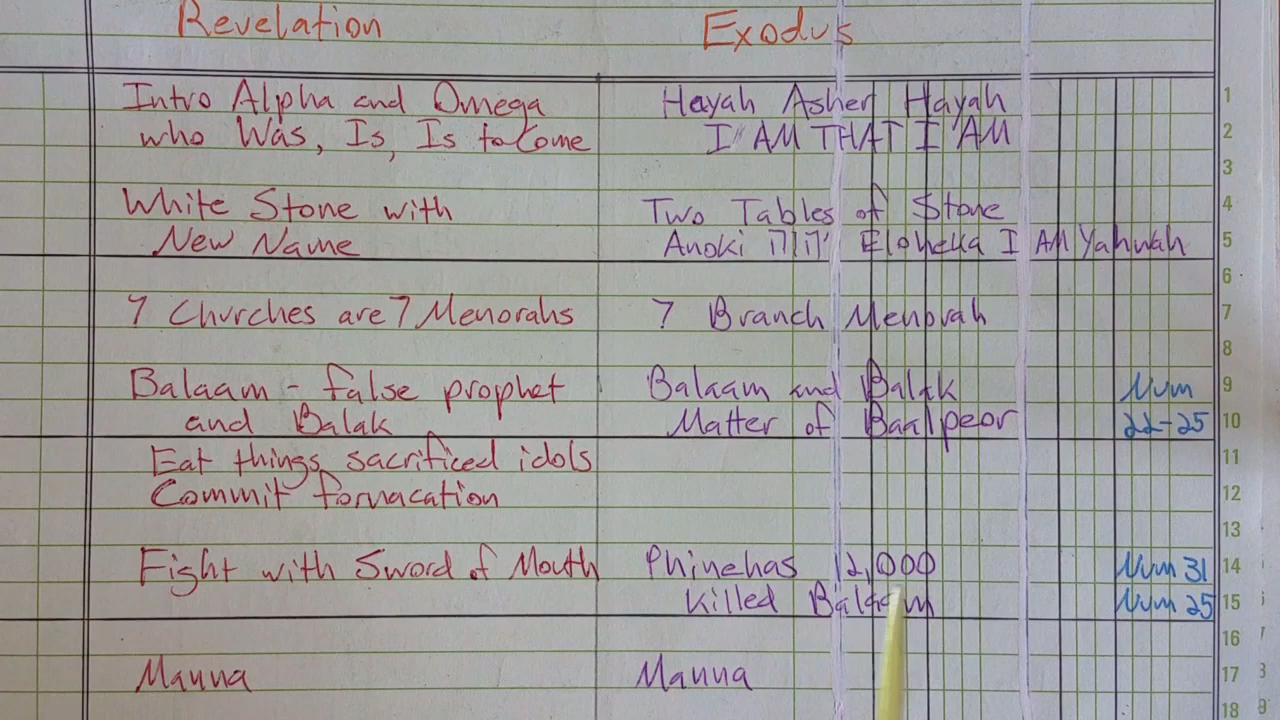 Revelation Exodus
Intro Alpha and Omega Hayah Asher Hayah 1
who Was, Is, Is to Come I AM THAT I AM 2
3
White Stone with Two Tables of Stone 4
New Name Anoki יהוה Eloheka I AM Yahwah 5
6
7 Churches are 7 Menorahs 7 Branch Menorah 7
8
Balaam - false prophet Balaam and Balak Num 9
and Balak Matter of Baalpeor 22-25 10
Eat things sacrificed idols 11
Commit fornacation 12
13
Fight with Sword of Mouth Phinehas 12,000 Num 31 14
Killed Balaam Num 25 15
16
Manna Manna 17
18